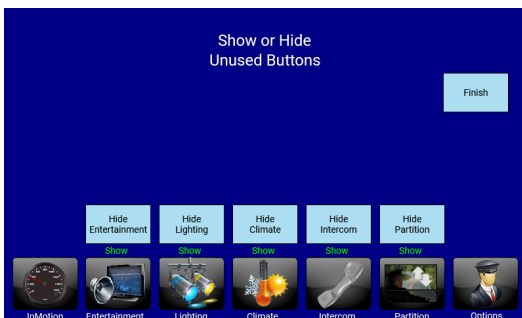 Show or Hide
Unused Buttons
Finish
Hide
Entertainment
Hide
Lighting
Hide
Climate
Hide
Intercom
Hide
Partition
Show
Show
Show
Show
Show
InMotion
Entertainment
Lighting
Climate
Intercom
Partition
Options